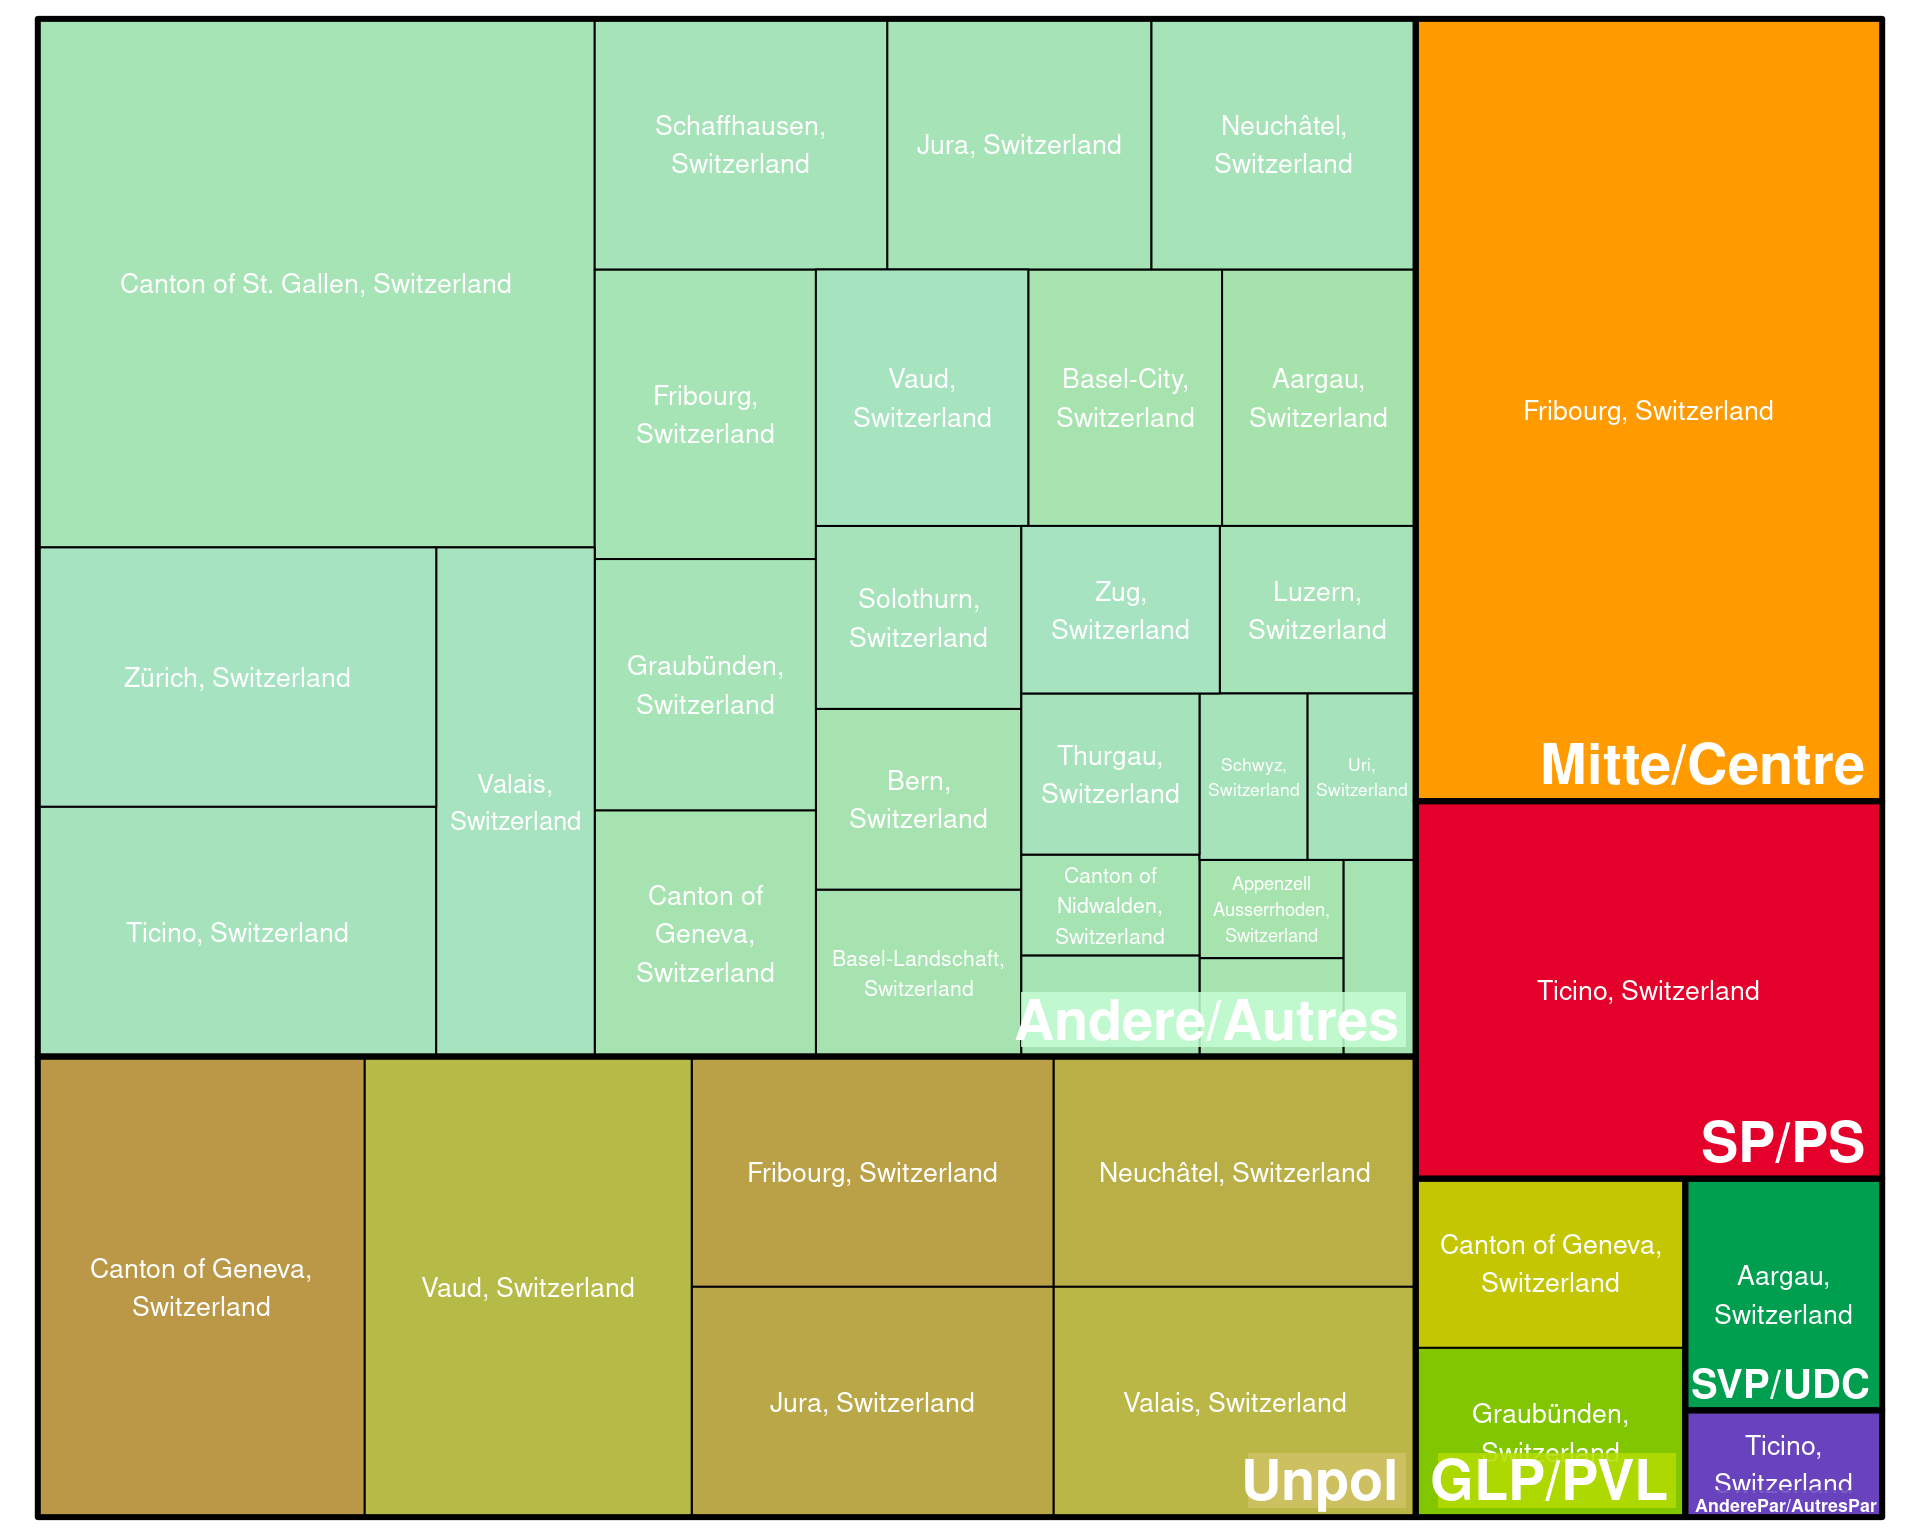 Canton of St. Gallen, Switzerland
Schaffhausen,
Switzerland
Jura, Switzerland
Neuchâtel,
Switzerland
Fribourg,
Switzerland
Vaud,
Switzerland
Basel-City,
Switzerland
Aargau,
Switzerland
Zürich, Switzerland
Valais,
Switzerland
Ticino, Switzerland
Graubünden,
Switzerland
Canton of
Geneva,
Switzerland
Solothurn,
Switzerland
Bern,
Switzerland
Basel-Landschaft,
Switzerland
Zug,
Switzerland
Luzern,
Switzerland
Thurgau,
Switzerland
Schwyz,
Switzerland
Uri,
Switzerland
Canton of
Nidwalden,
Switzerland
Appenzell
Ausserrhoden,
Switzerland
Andere/Autres
Canton of Geneva,
Switzerland
Vaud, Switzerland
Fribourg, Switzerland
Neuchâtel, Switzerland
Jura, Switzerland
Valais, Switzerland
Unpol
Fribourg, Switzerland
Mitte/Centre
Ticino, Switzerland
SP/PS
Canton of Geneva,
Switzerland
Graubünden,
Switzerland
GLP/PVL
Aargau,
Switzerland
SVP/UDC
Ticino,
Switzerland
AnderePar/AutresPar